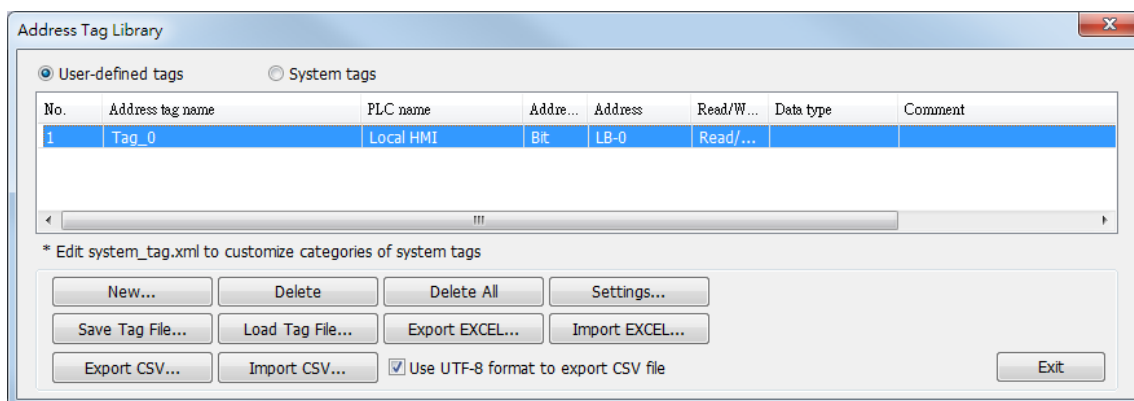 Address Tag Library
User-defined tags System tags
No. Address tag name PLC name Addre... Address Read/W... Data type Comment
1 Tag_0 Local HMI Bit LB-0 Read/...
* Edit system_tag.xml to customize categories of system tags
New... Delete Delete All Settings...
Save Tag File... Load Tag File... Export EXCEL... Import EXCEL...
Export CSV... Import CSV... Use UTF-8 format to export CSV file Exit